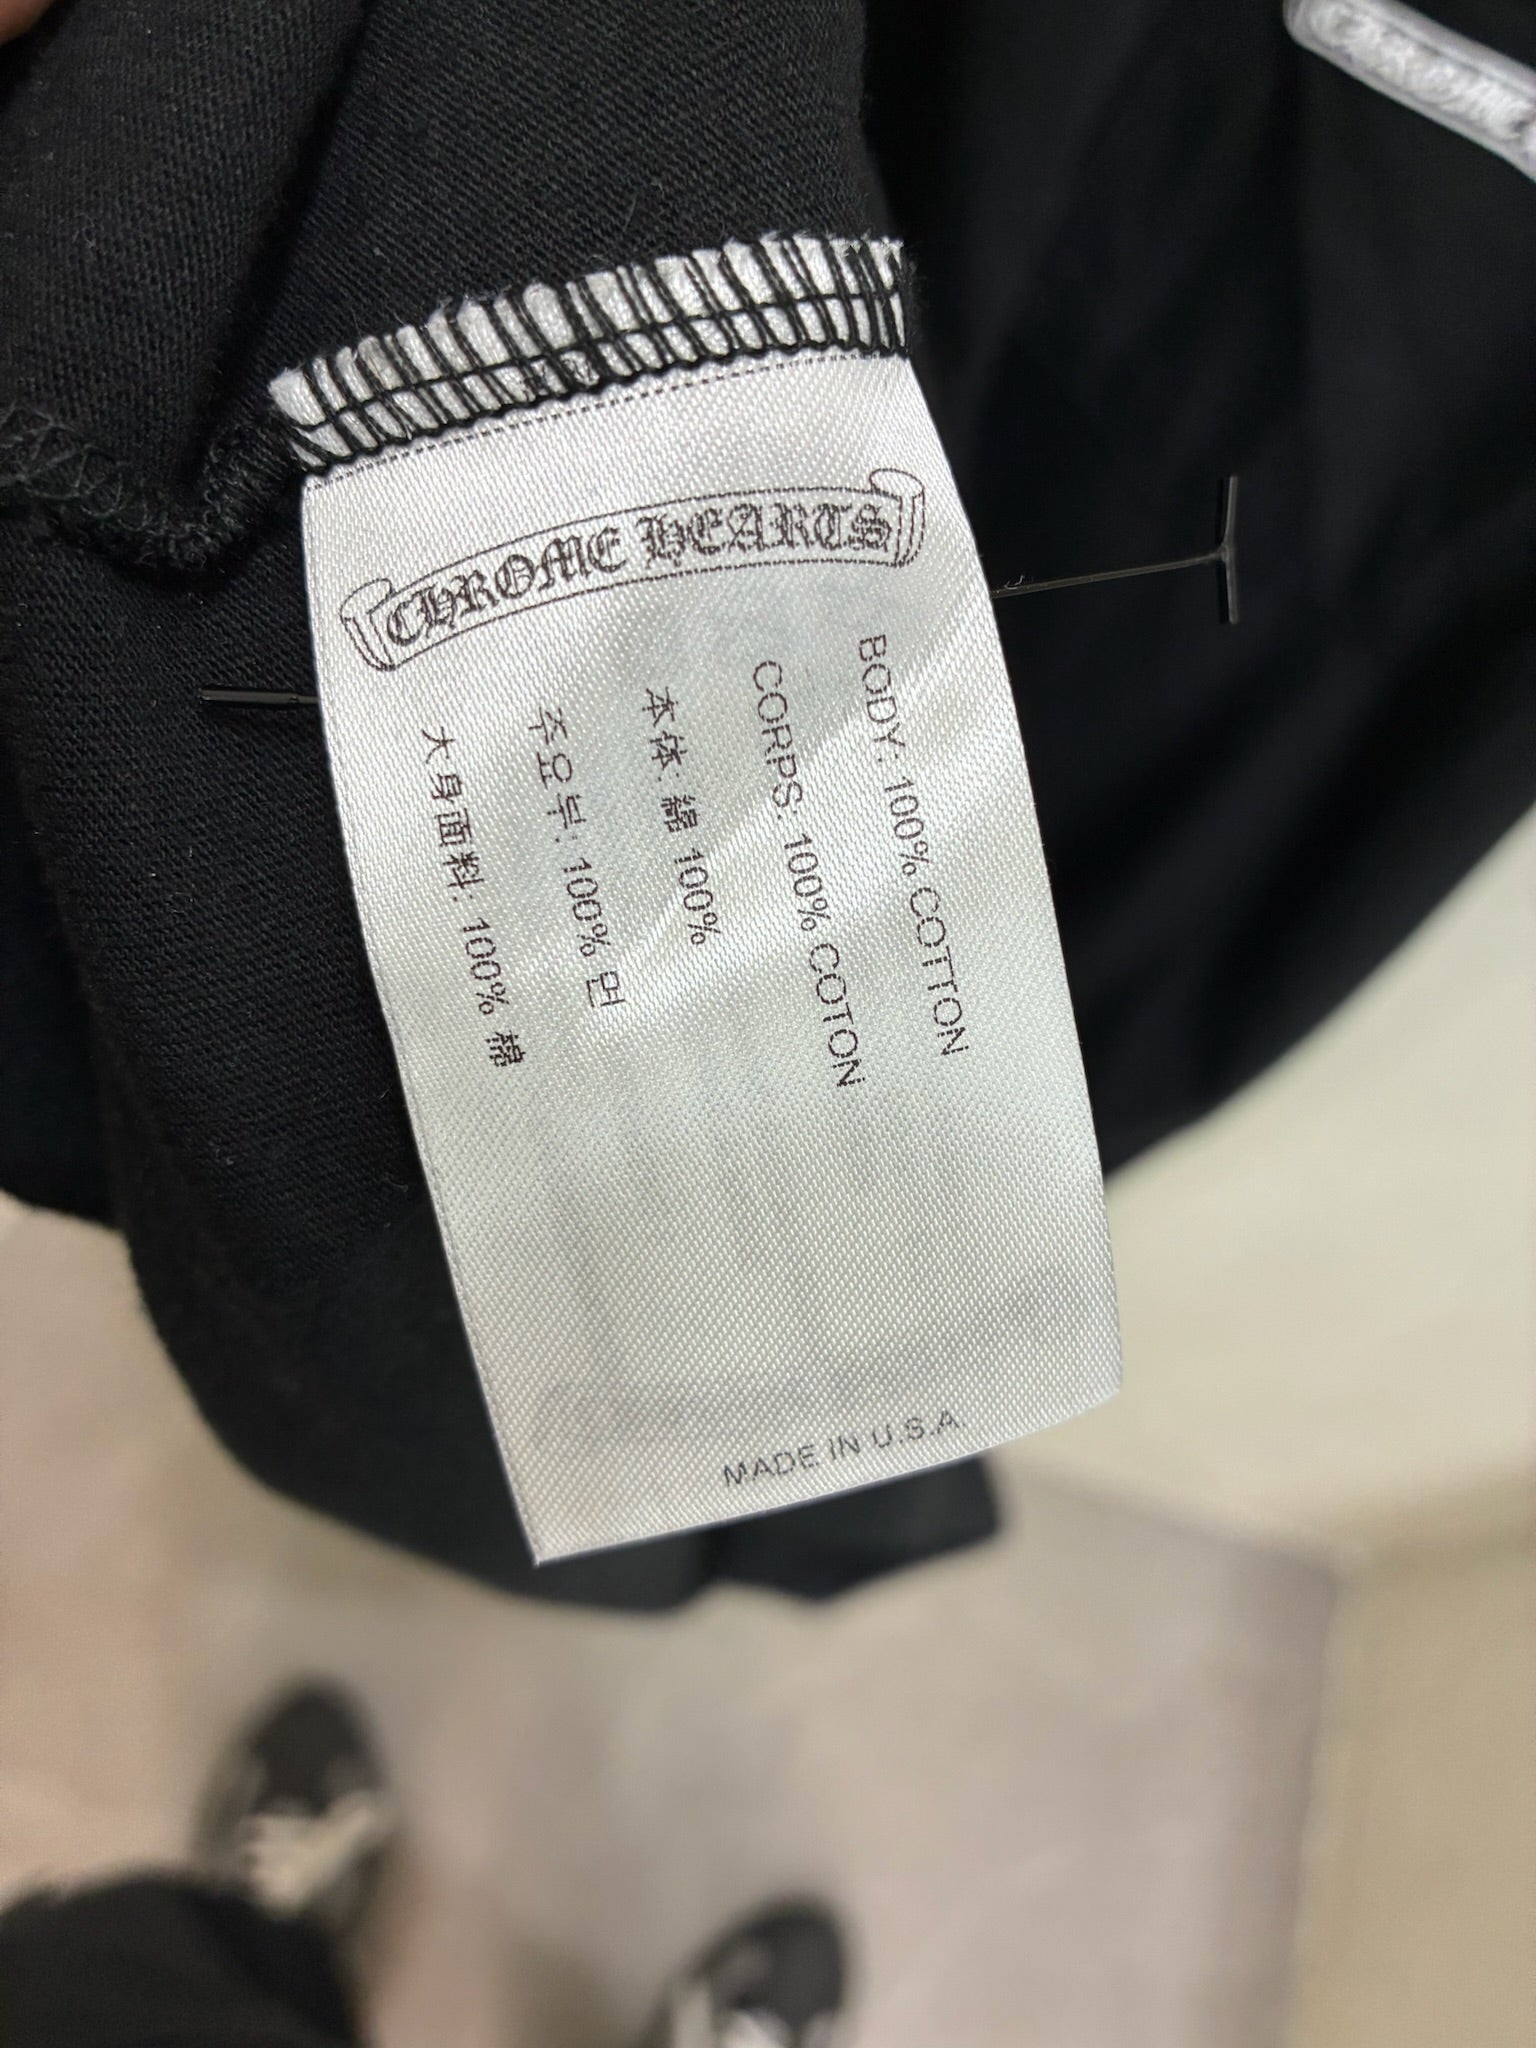 CHROME HEARTS
BODY: 100% COTTON
CORPS: 100% COTON
本体: 綿 100%
주요부: 100% 면
大身面料: 100% 棉
MADE IN U.S.A.
CHROME